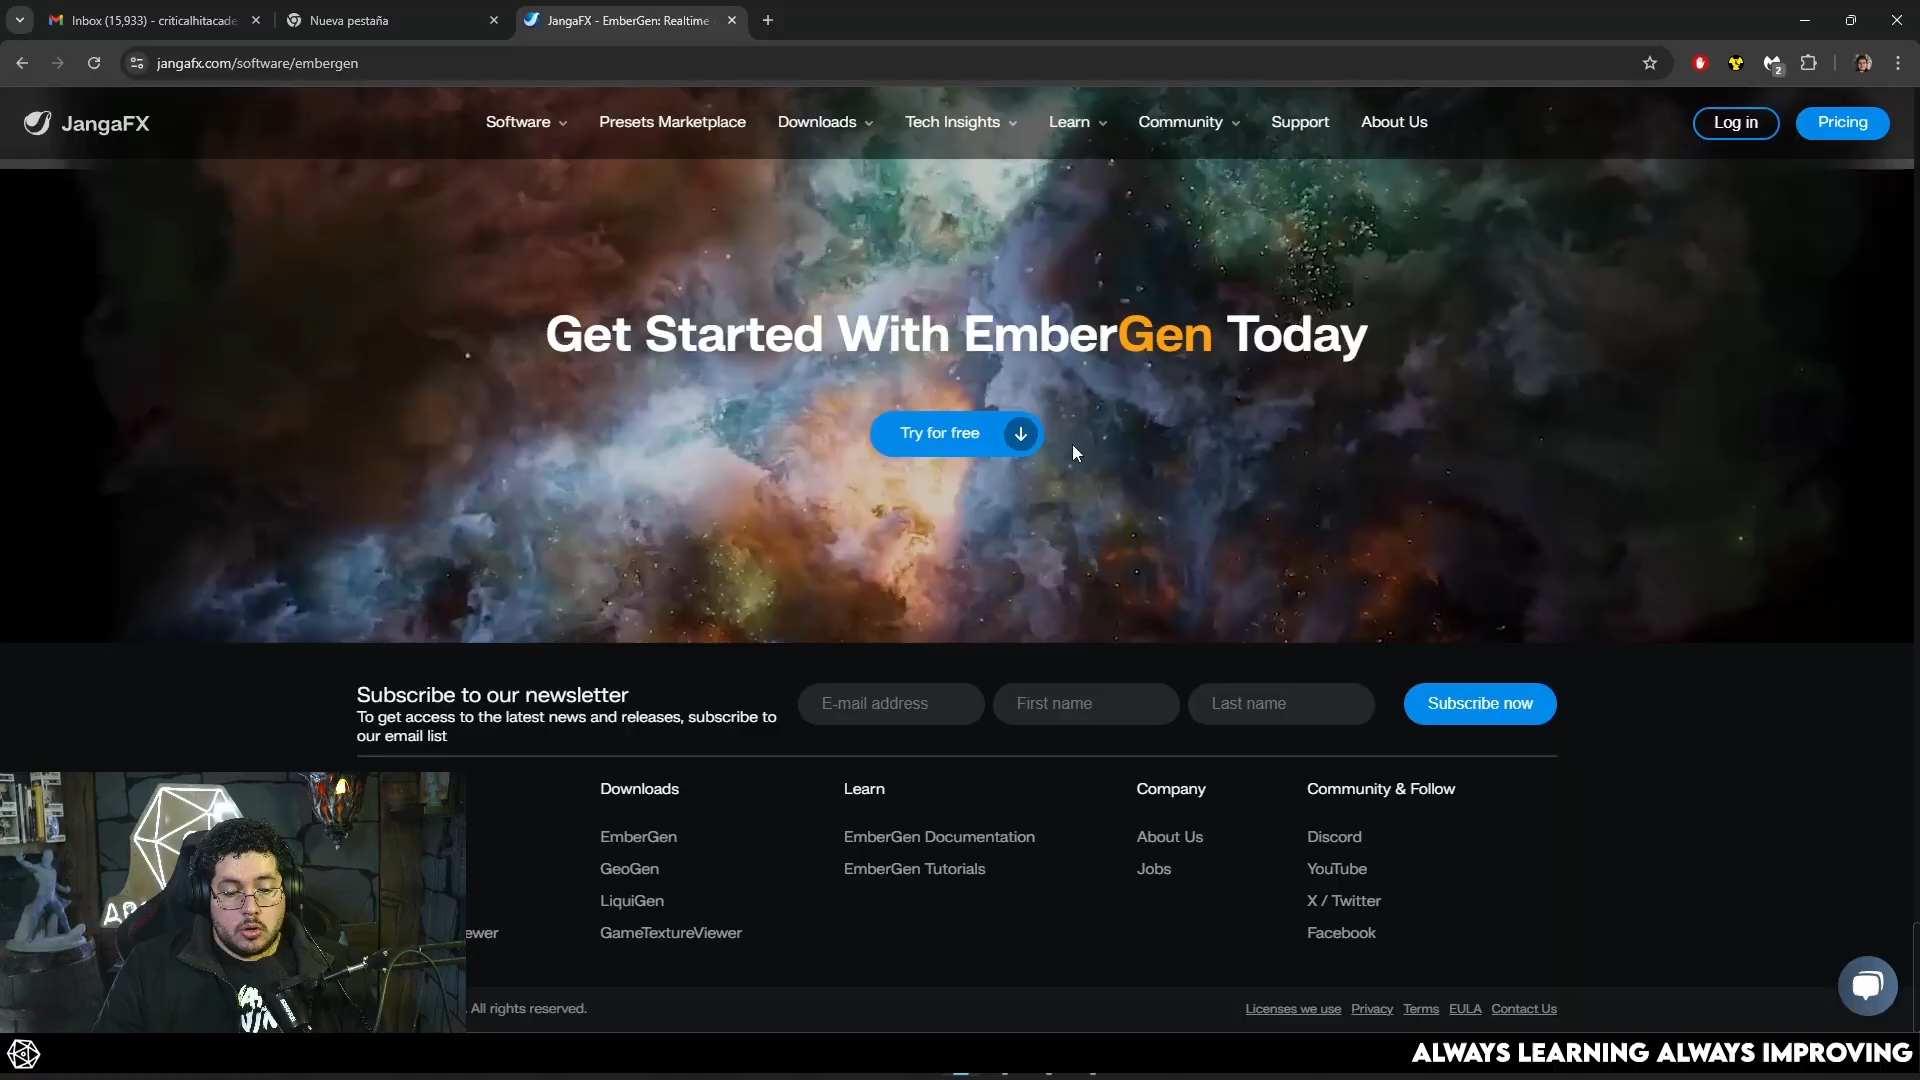 Inbox (15,933) - criticalhitacade
Nueva pestaña
JangaFX - EmberGen: Realtime
jangafx.com/software/embergen
2
JangaFX
Software
Presets Marketplace
Downloads
Tech Insights
Learn
Community
Support
About Us
Log in
Pricing
Get Started With EmberGen Today
Try for free
Subscribe to our newsletter
To get access to the latest news and releases, subscribe to
our email list
E-mail address
First name
Last name
Subscribe now
Downloads
Learn
Company
Community & Follow
EmberGen
EmberGen Documentation
About Us
Discord
GeoGen
EmberGen Tutorials
Jobs
YouTube
LiquiGen
X / Twitter
ewer
GameTextureViewer
Facebook
. All rights reserved.
Licenses we use
Privacy
Terms
EULA
Contact Us
ALWAYS LEARNING ALWAYS IMPROVING